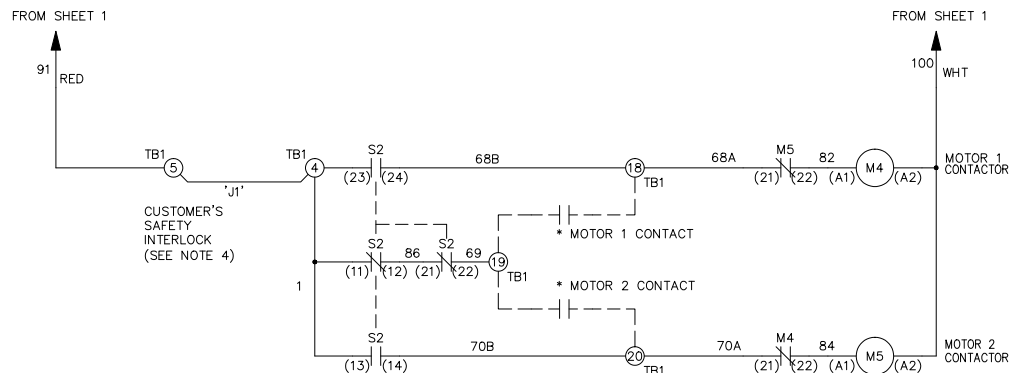 FROM SHEET 1
FROM SHEET 1
91
RED
100
WHT
TB1
5
TB1
4
S2
(23)
(24)
68B
18
TB1
68A
M5
(21)
(22)
82
(A1)
M4
(A2)
MOTOR 1
CONTACTOR
'J1'
CUSTOMER'S
SAFETY
INTERLOCK
(SEE NOTE 4)
* MOTOR 1 CONTACT
1
S2
(11)
(12)
86
S2
(21)
(22)
69
19
TB1
* MOTOR 2 CONTACT
S2
(13)
(14)
70B
20
TB1
70A
M4
(21)
(22)
84
(A1)
M5
(A2)
MOTOR 2
CONTACTOR